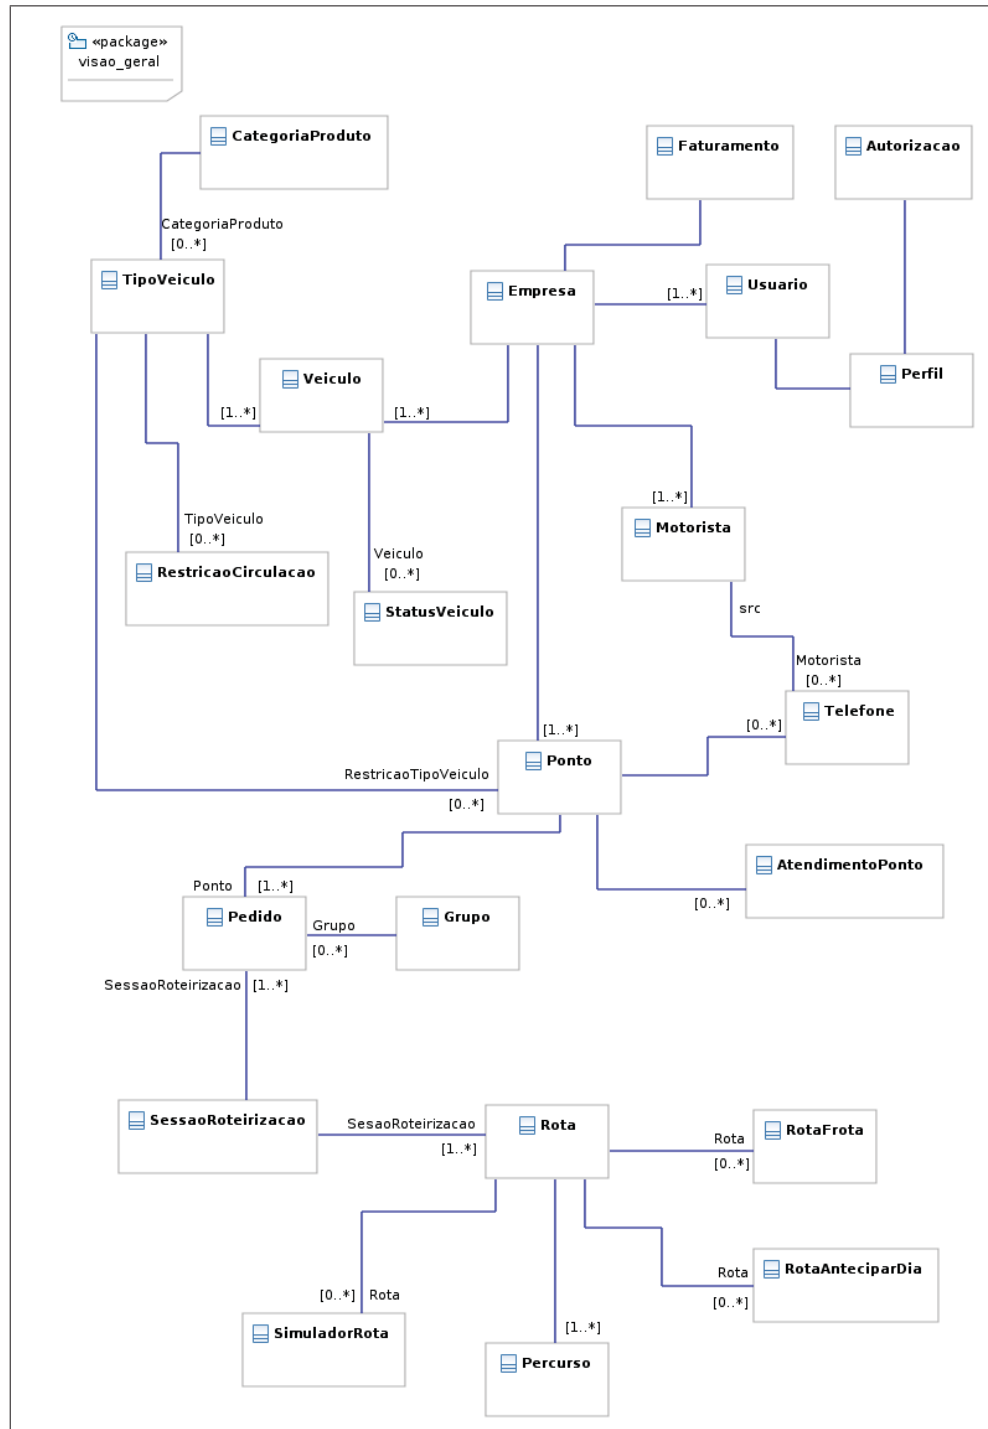 «package»
visao_geral
CategoriaProduto
Faturamento
Autorizacao
CategoriaProduto
[0..*]
TipoVeiculo
Empresa
[1..*]
Usuario
Veiculo
[1..*]
[1..*]
Perfil
[1..*]
Motorista
TipoVeiculo
[0..*]
RestricaoCirculacao
Veiculo
[0..*]
StatusVeiculo
src
Motorista
[0..*]
Telefone
[0..*]
[1..*]
Ponto
RestricaoTipoVeiculo
[0..*]
AtendimentoPonto
[0..*]
Ponto
[1..*]
Pedido
Grupo
[0..*]
Grupo
SessaoRoteirizacao
[1..*]
SessaoRoteirizacao
SesaoRoteirizacao
[1..*]
Rota
Rota
[0..*]
RotaFrota
Rota
[0..*]
RotaAnteciparDia
[0..*]
Rota
SimuladorRota
[1..*]
Percurso